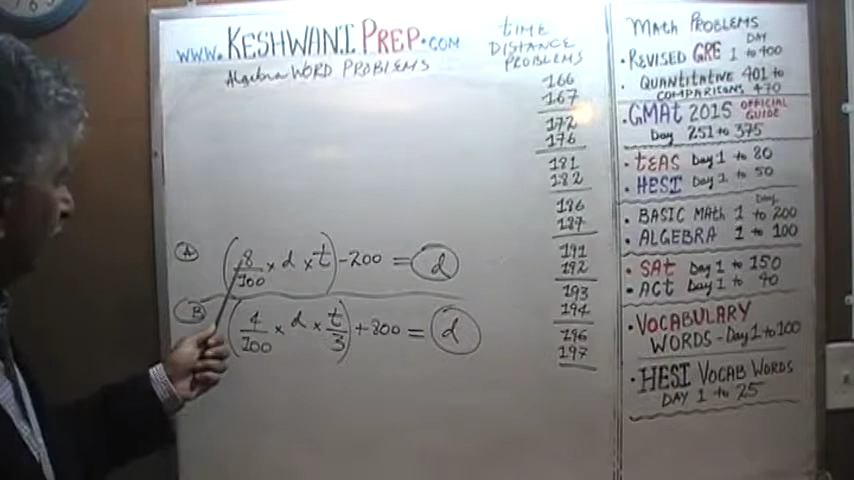 www.KESHWANI PREP.COM
Algebra WORD PROBLEMS
A (8/100 × d × t) - 200 = d
B (4/100 × d × t/3) + 800 = d
TIME
DISTANCE
PROBLEMS
166
167
172
176
181
182
186
187
191
192
193
194
196
197
MATH PROBLEMS
DAY
• REVISED GRE 1 to 400
• QUANTITATIVE 401 to
COMPARISONS 470
• GMAt 2015 OFFICIAL GUIDE
Day 251 to 375
• tEAS Day 1 to 80
• HESI Day 1 to 50
Day
• BASIC MAth 1 to 200
• ALGEBRA 1 to 100
• SAt Day 1 to 150
• ACt Day 1 to 40
• VOCABULARY
WORDS - Day 1 to 100
• HESI VOCAB WORDS
DAY 1 to 25